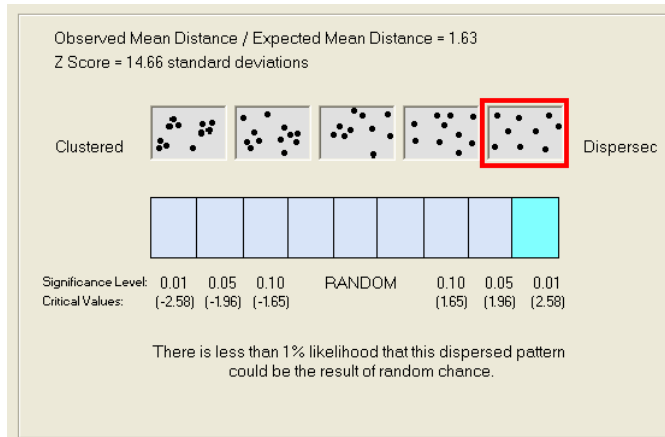 Observed Mean Distance / Expected Mean Distance = 1.63
Z Score = 14.66 standard deviations
Clustered
Dispersec
Significance Level: 0.01 0.05 0.10 RANDOM 0.10 0.05 0.01
Critical Values: (-2.58) (-1.96) (-1.65) (1.65) (1.96) (2.58)
There is less than 1% likelihood that this dispersed pattern
could be the result of random chance.